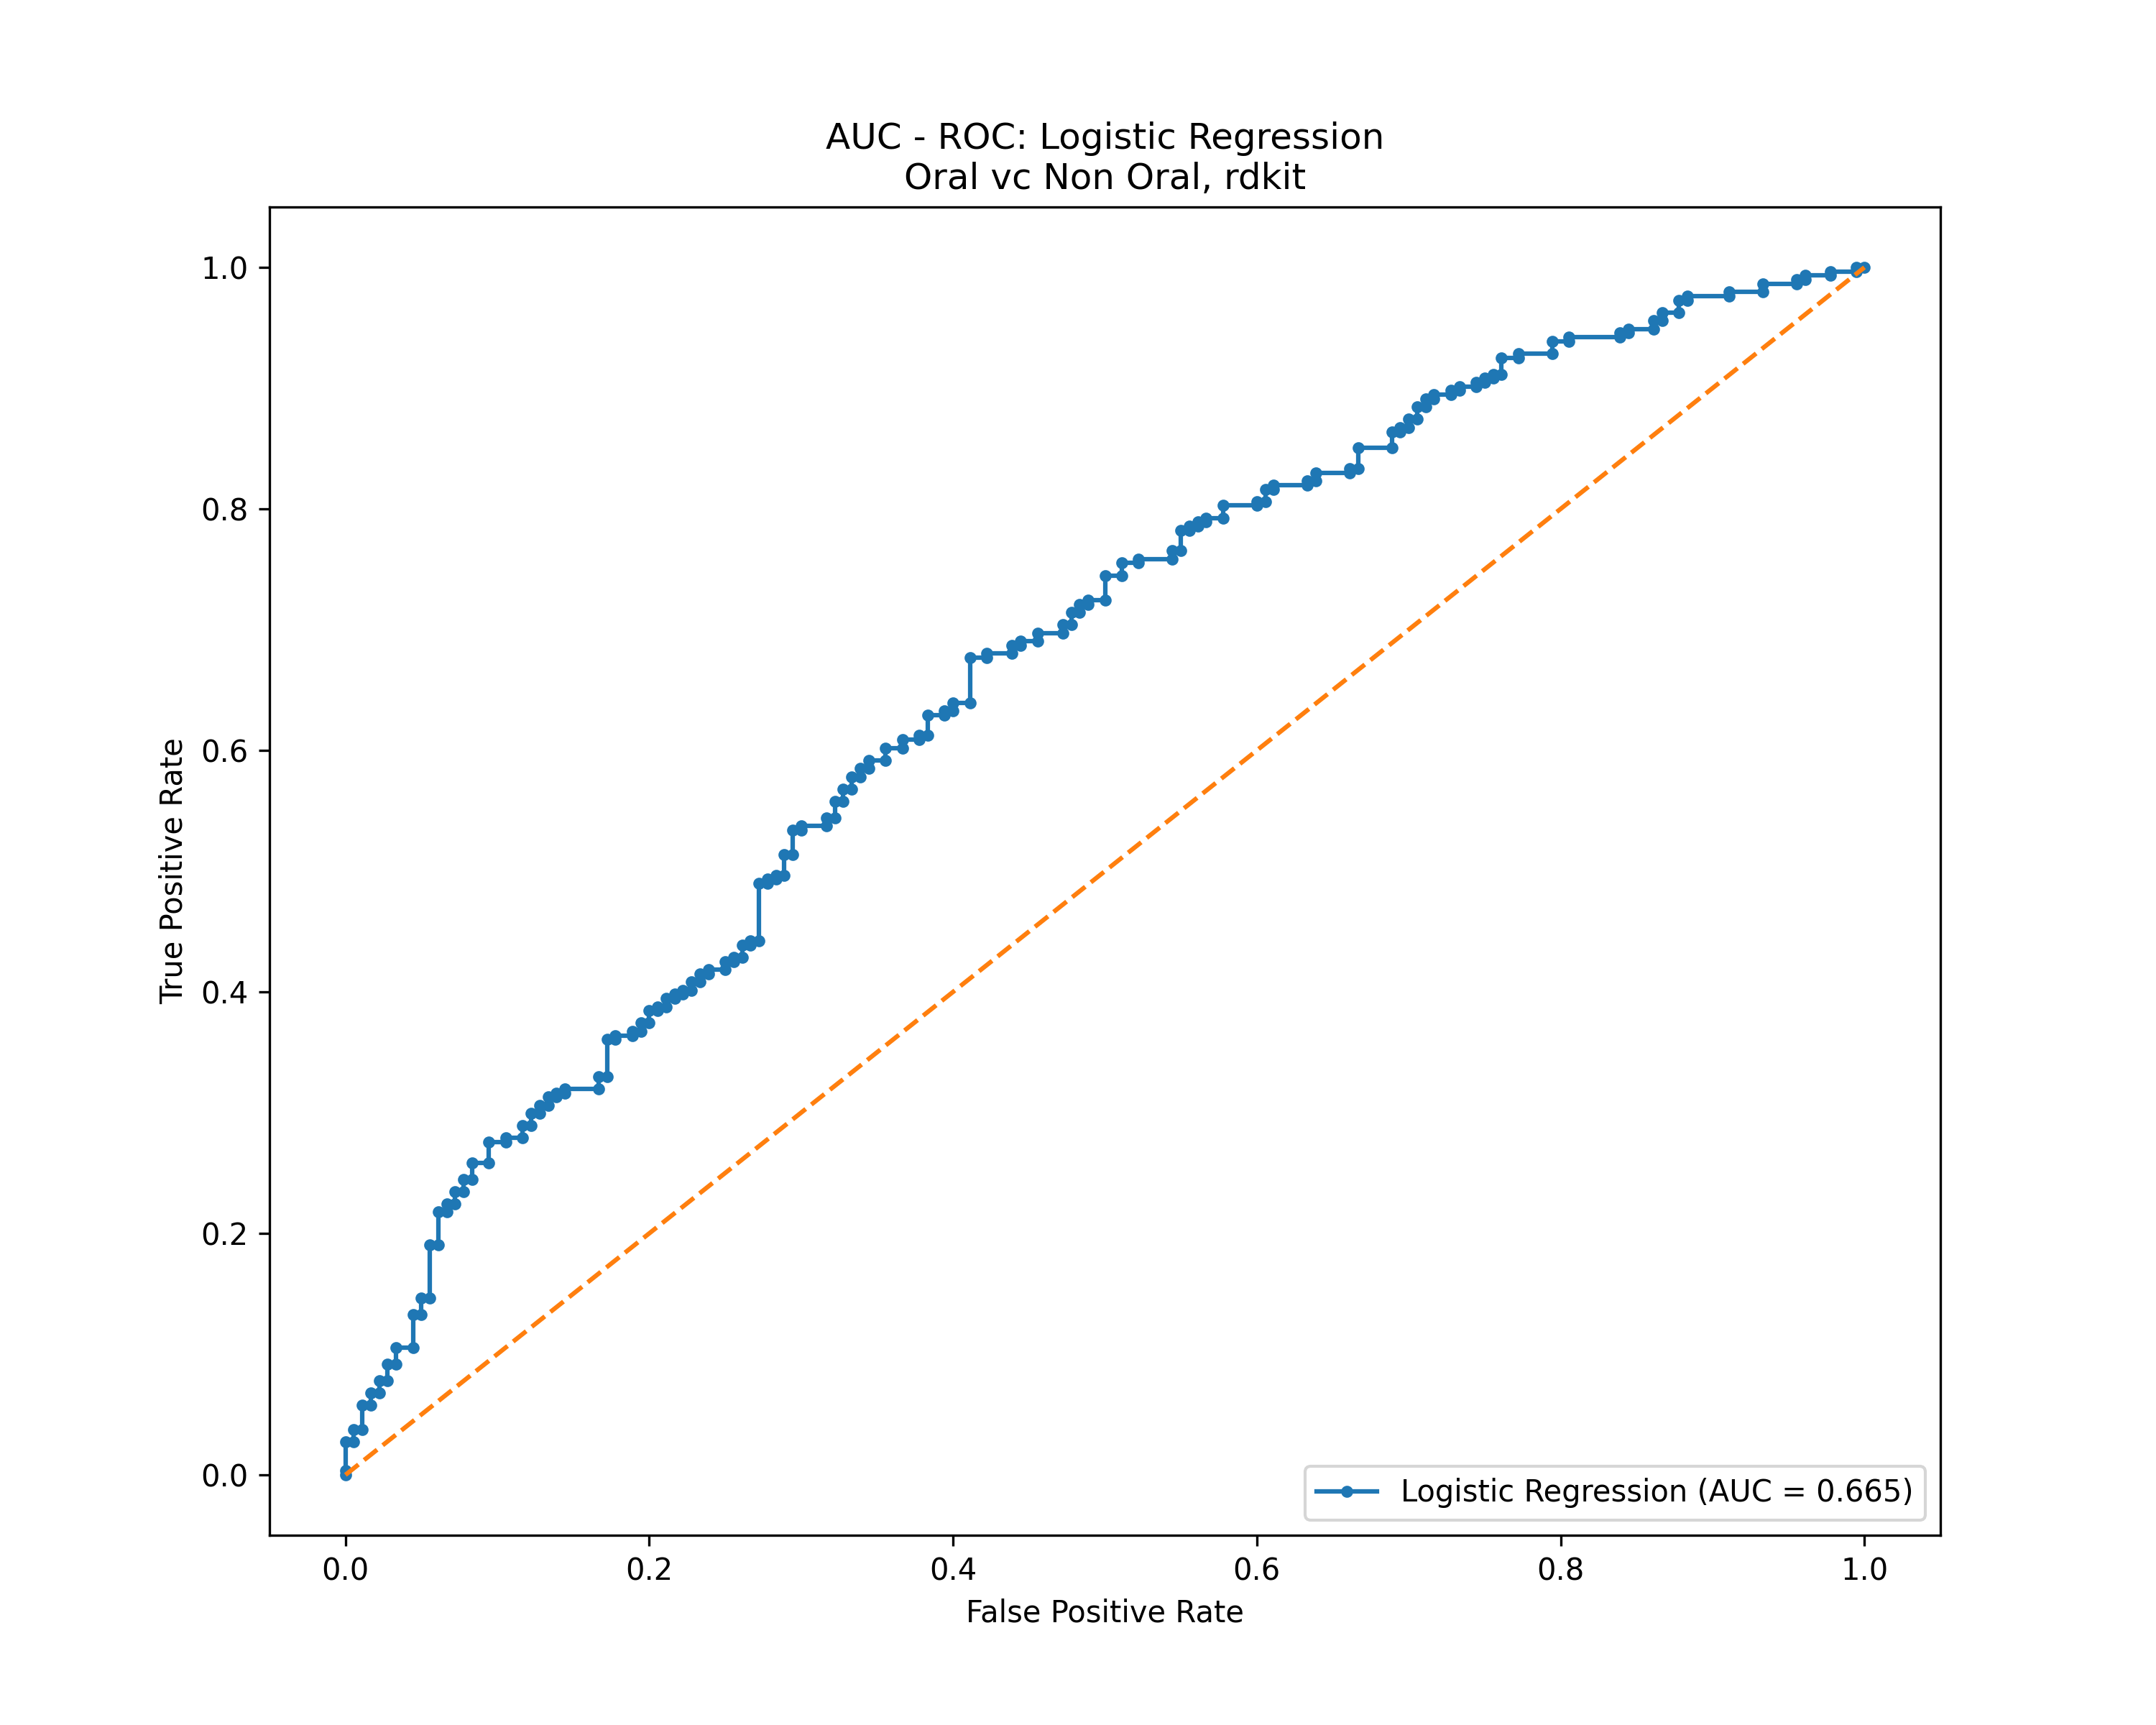 AUC - ROC: Logistic Regression
Oral vc Non Oral, rdkit
True Positive Rate
1.0
0.8
0.6
0.4
0.2
0.0
Logistic Regression (AUC = 0.665)
0.0 0.2 0.4 0.6 0.8 1.0
False Positive Rate